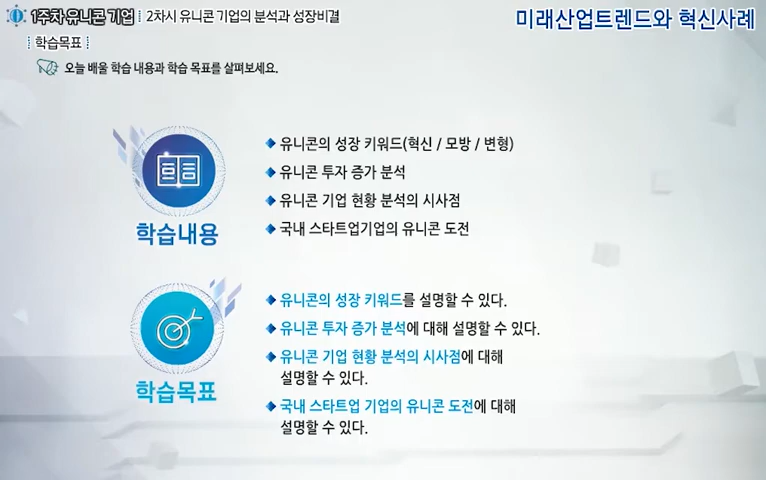 1주차 유니콘 기업 2차시 유니콘 기업의 분석과 성장비결
미래산업트렌드와 혁신사례
학습목표
오늘 배울 학습 내용과 학습 목표를 살펴보세요.
유니콘의 성장 키워드(혁신 / 모방 / 변형)
유니콘 투자 증가 분석
유니콘 기업 현황 분석의 시사점
국내 스타트업기업의 유니콘 도전
학습내용
유니콘의 성장 키워드를 설명할 수 있다.
유니콘 투자 증가 분석에 대해 설명할 수 있다.
유니콘 기업 현황 분석의 시사점에 대해
설명할 수 있다.
국내 스타트업 기업의 유니콘 도전에 대해
설명할 수 있다.
학습목표